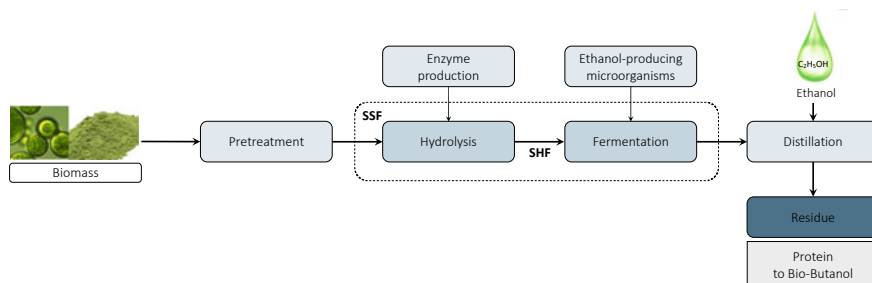 Enzyme
production
Ethanol-producing
microorganisms
C₂H₅OH
Ethanol
SSF
Pretreatment
Hydrolysis
SHF
Fermentation
Distillation
Biomass
Residue
Protein
to Bio-Butanol